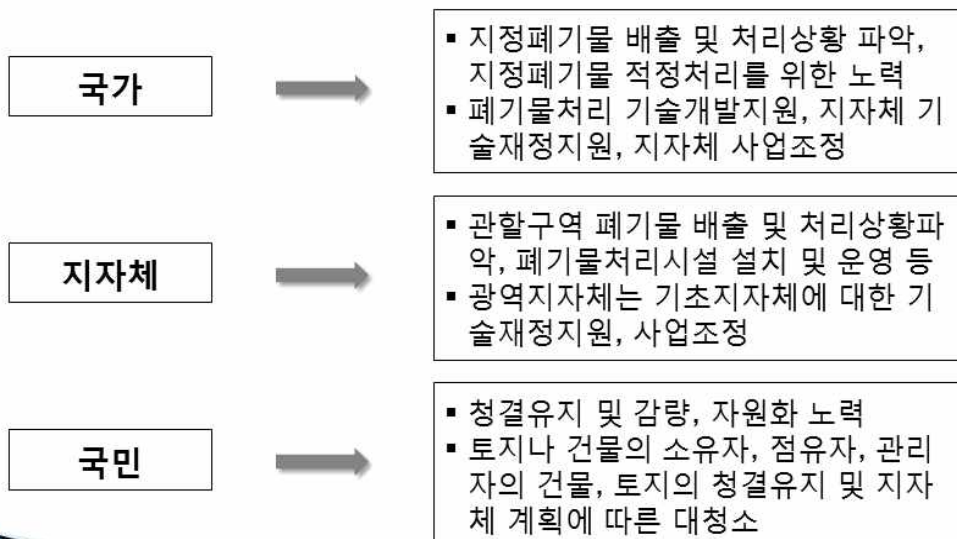 국가
▪ 지정폐기물 배출 및 처리상황 파악,
지정폐기물 적정처리를 위한 노력
▪ 폐기물처리 기술개발지원, 지자체 기
술재정지원, 지자체 사업조정
지자체
▪ 관할구역 폐기물 배출 및 처리상황파
악, 폐기물처리시설 설치 및 운영 등
▪ 광역지자체는 기초지자체에 대한 기
술재정지원, 사업조정
국민
▪ 청결유지 및 감량, 자원화 노력
▪ 토지나 건물의 소유자, 점유자, 관리
자의 건물, 토지의 청결유지 및 지자
체 계획에 따른 대청소